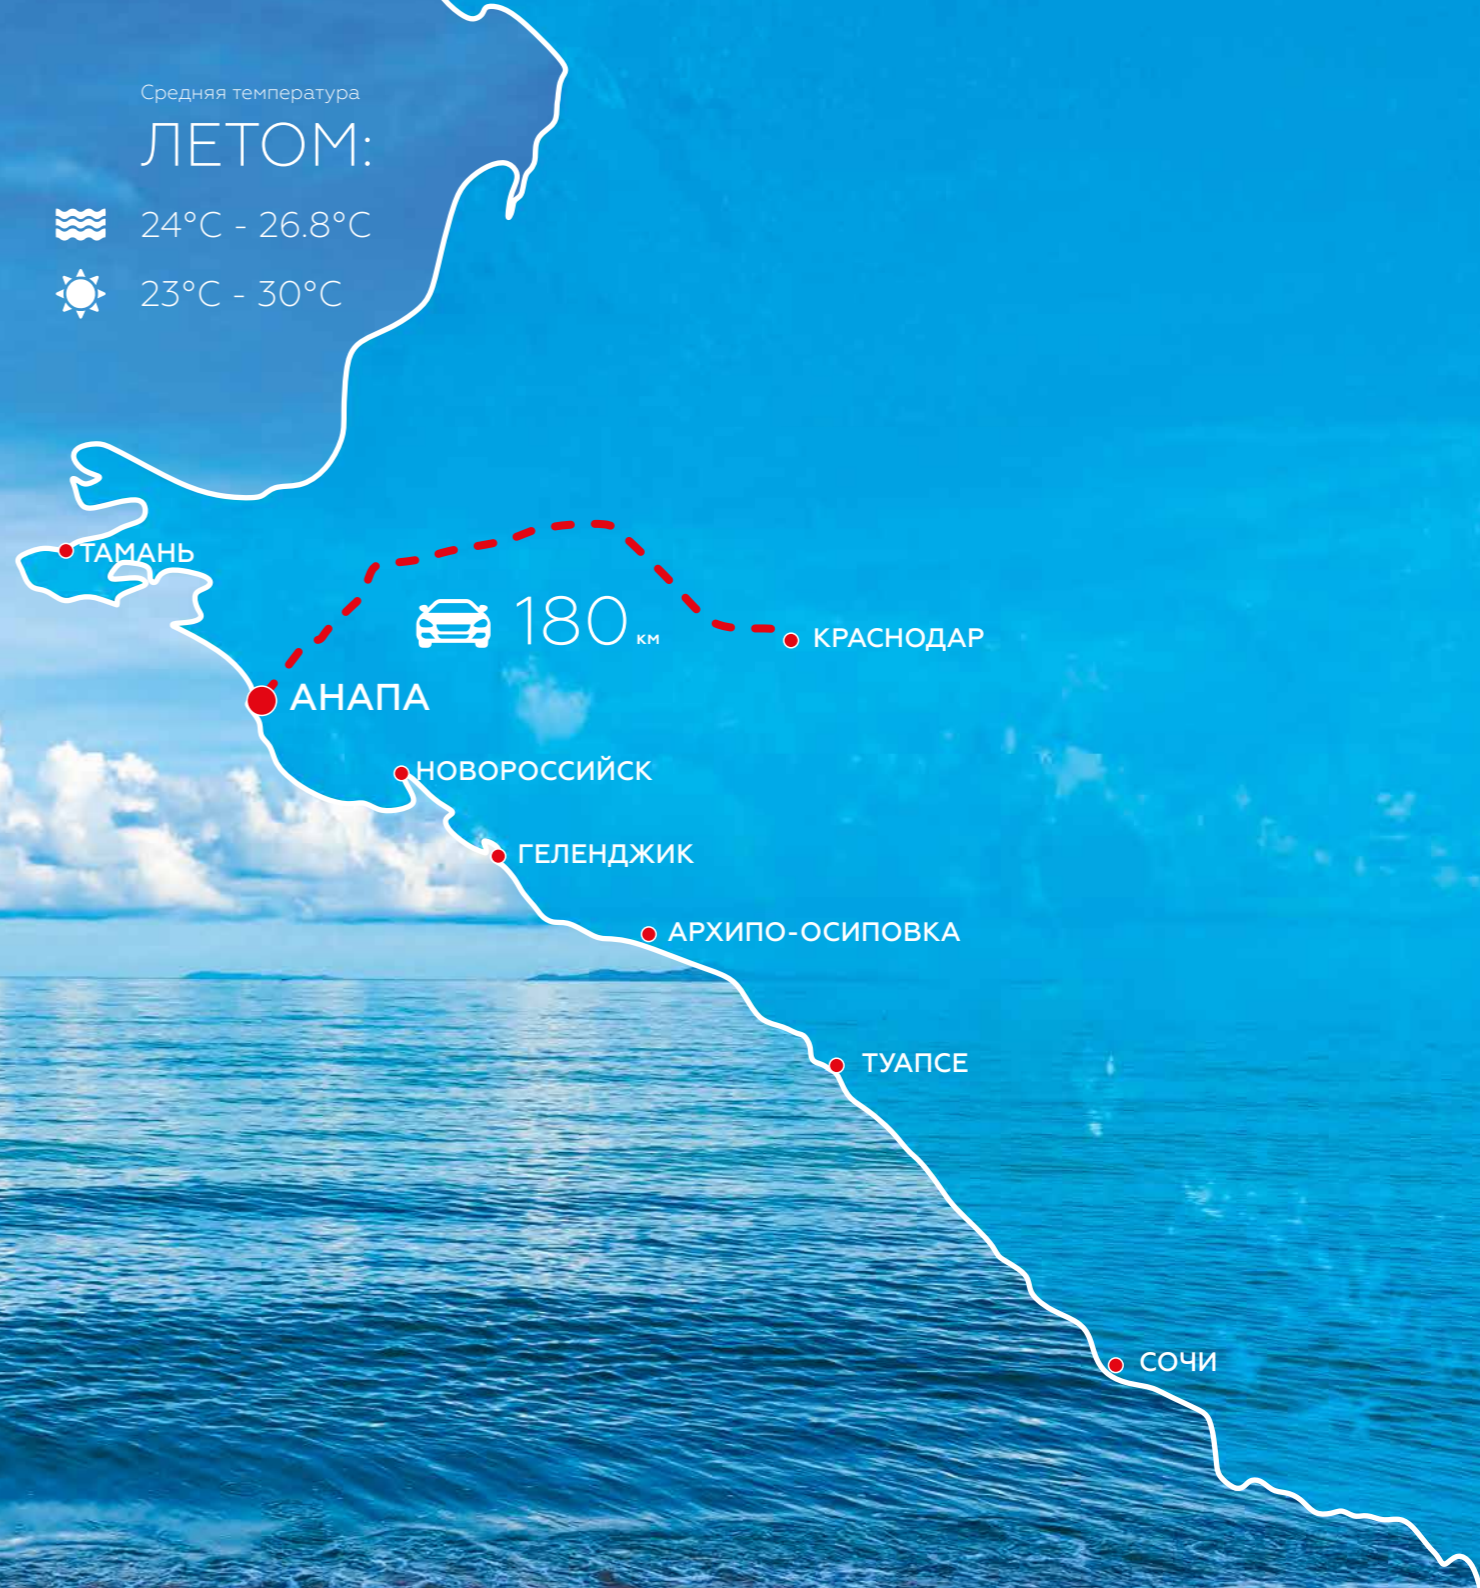 Средняя температура
ЛЕТОМ:
24°C - 26.8°C
23°C - 30°C
ТАМАНЬ
180 км
КРАСНОДАР
АНАПА
НОВОРОССИЙСК
ГЕЛЕНДЖИК
АРХИПО-ОСИПОВКА
ТУАПСЕ
СОЧИ